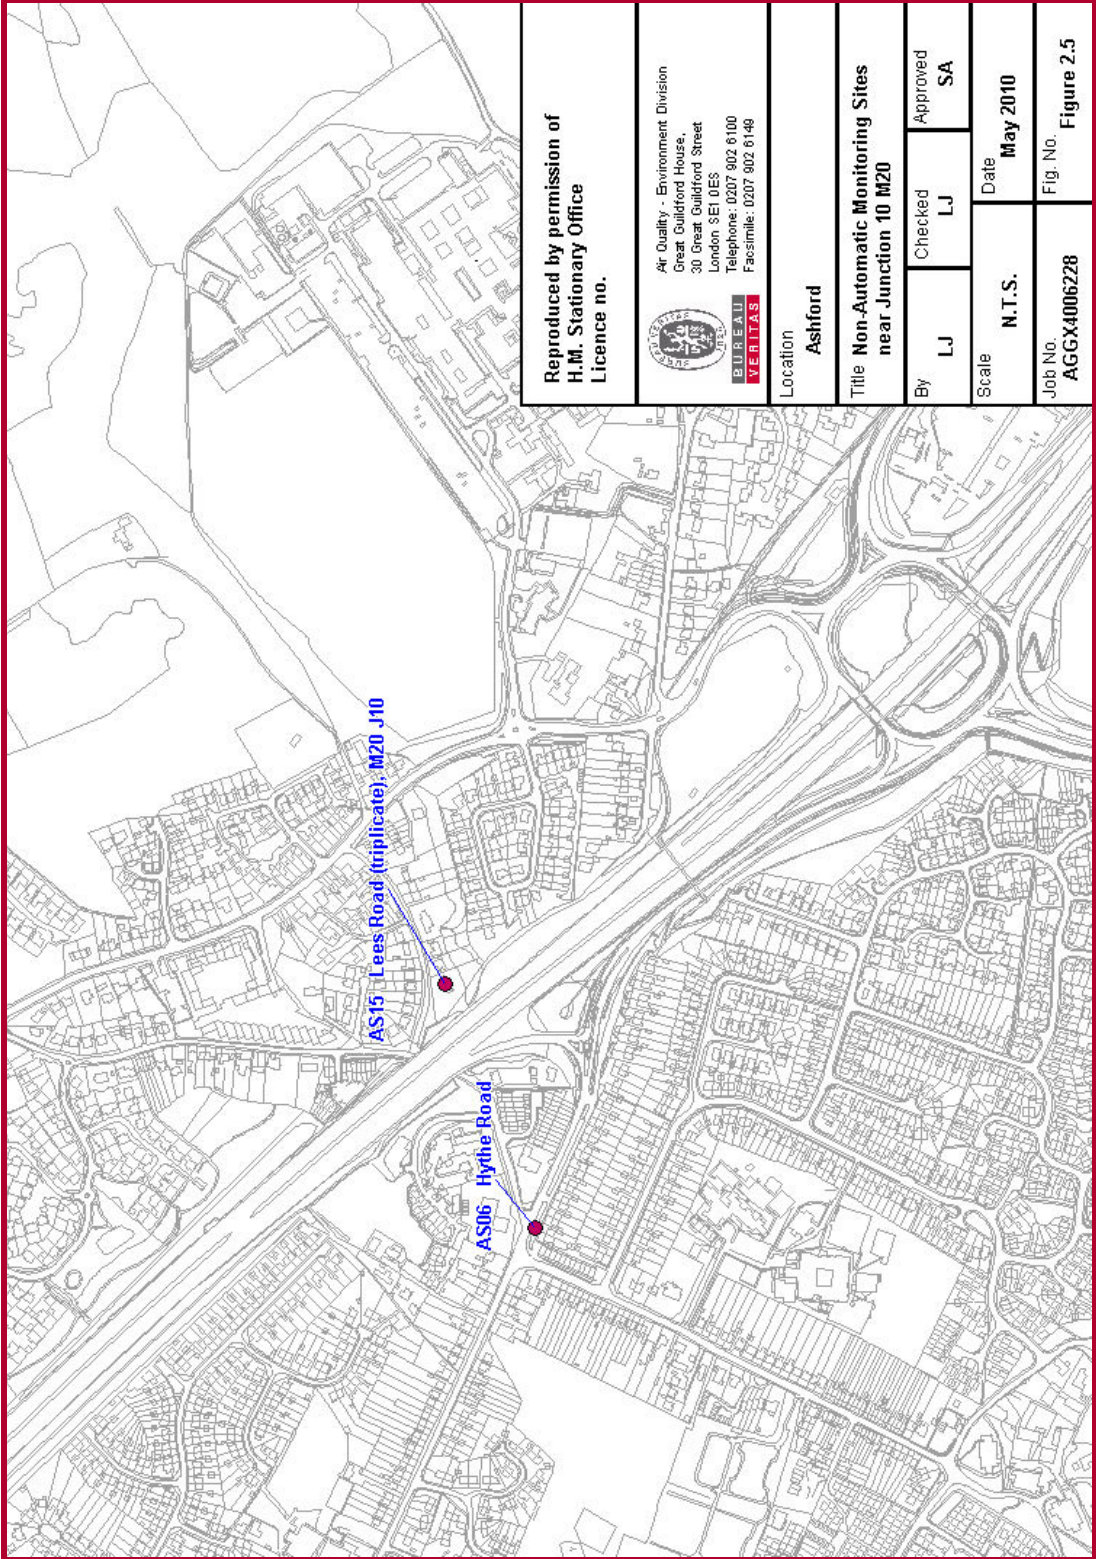 AS15 Lees Road (triplicate), M20 J10
AS06 Hythe Road
Reproduced by permission of
H.M. Stationary Office
Licence no.
BUREAU
VERITAS
Air Quality - Environment Division
Great Guildford House,
30 Great Guildford Street
London SE1 0ES
Telephone: 0207 902 6100
Facsimile: 0207 902 6149
Location
Ashford
Title Non-Automatic Monitoring Sites
near Junction 10 M20
By
LJ
Checked
LJ
Approved
SA
Scale
N.T.S.
Date
May 2010
Job No.
AGGX4006228
Fig. No.
Figure 2.5